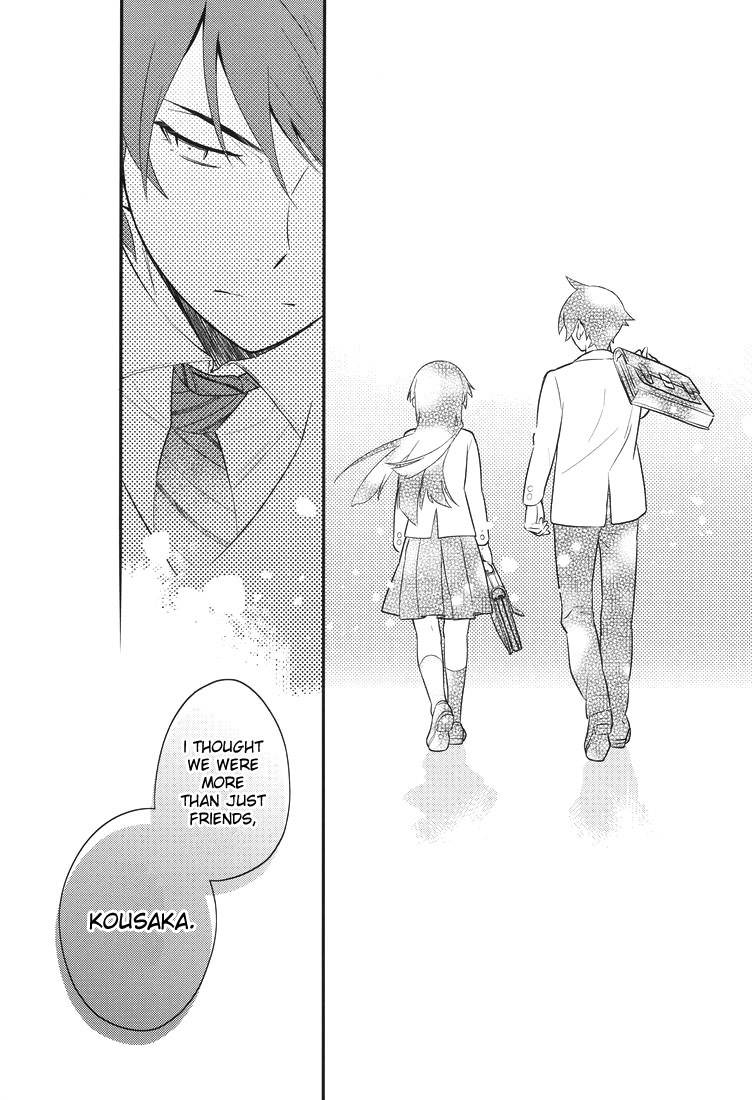 I THOUGHT
WE WERE
MORE
THAN JUST
FRIENDS,
KOUSAKA.